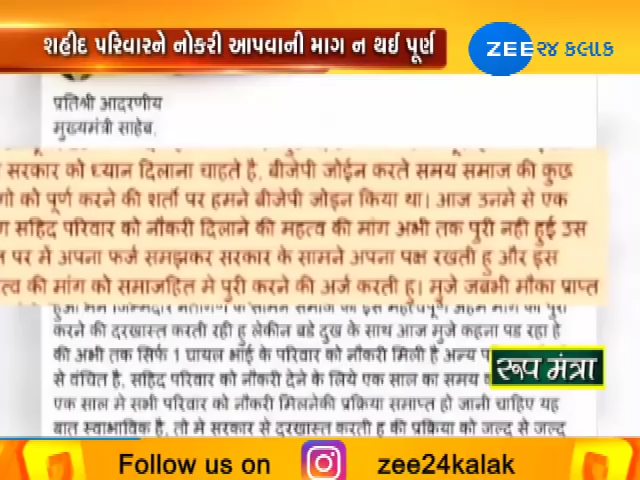 શહીદ પરિવારને નોકરી આપવાની માગ ન થઈ પૂર્ણ
ZEE ૨૪ કલાક
प्रतिश्री आदरणीय
मुख्यमंत्री साहेब,
सरकार को ध्यान दिलाना चाहते है, बीजेपी जोईन करते समय समाज की कुछ
गो को पूर्ण करने की शर्तो पर हमने बीजेपी जोइन किया था। आज उनमे से एक
ग सहिद परिवार को नौकरी दिलाने की महत्व की मांग अभी तक पुरी नही हुई उस
पर में अपना फर्ज समझकर सरकार के सामने अपना पक्ष रखती हु और इस
त्व की मांग को समाजहित मे पुरी करने की अर्ज करती हु। मुजे जबभी मौका प्राप्त
करने की दरखास्त करती रही हु लेकीन बडे दुख के साथ आज मुजे कहना पड रहा हे
की अभी तक सिर्फ 1 घायल भाई के परिवार को नौकरी मिली है अन्य
से वंचित है, सहिद परिवार को नौकरी देने के लिये एक साल का समय
एक साल मे सभी परिवार को नौकरी मिलनेकी प्रक्रिया समाप्त हो जानी चाहिए यह
बात स्वाभाविक है, तो मे सरकार से दरखास्त करती हु की प्रक्रिया को जल्द से जल्द
રૂપ મંત્રા
Follow us on zee24kalak